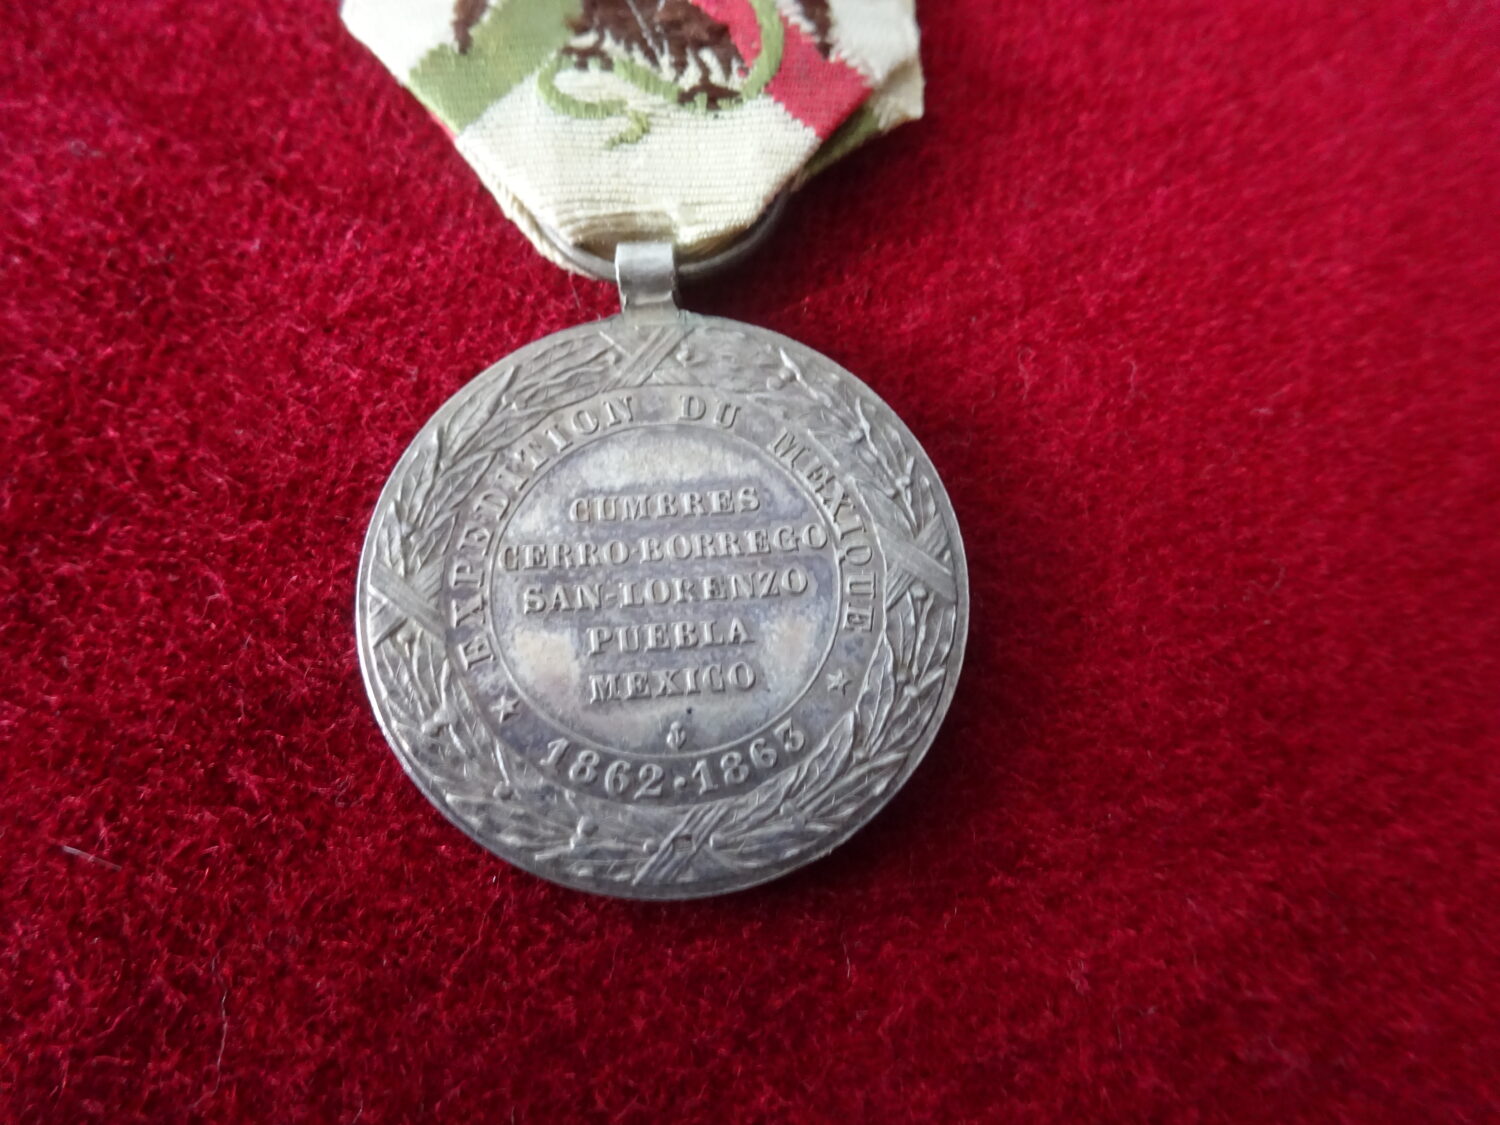 EXPEDITION DU MEXIQUE
CUMBRES
CERRO-BORREGO
SAN-LORENZO
PUEBLA
MEXICO
1862·1863